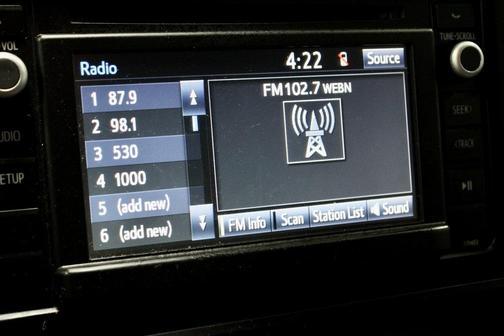 VOL
Radio
4:22
Source
TUNE•SCROLL
1 87.9
FM102.7 WEBN
2 98.1
SEEK
3 530
AUDIO
TRACK
4 1000
SETUP
5 (add new)
6 (add new)
FM Info
Scan
Station List
Sound